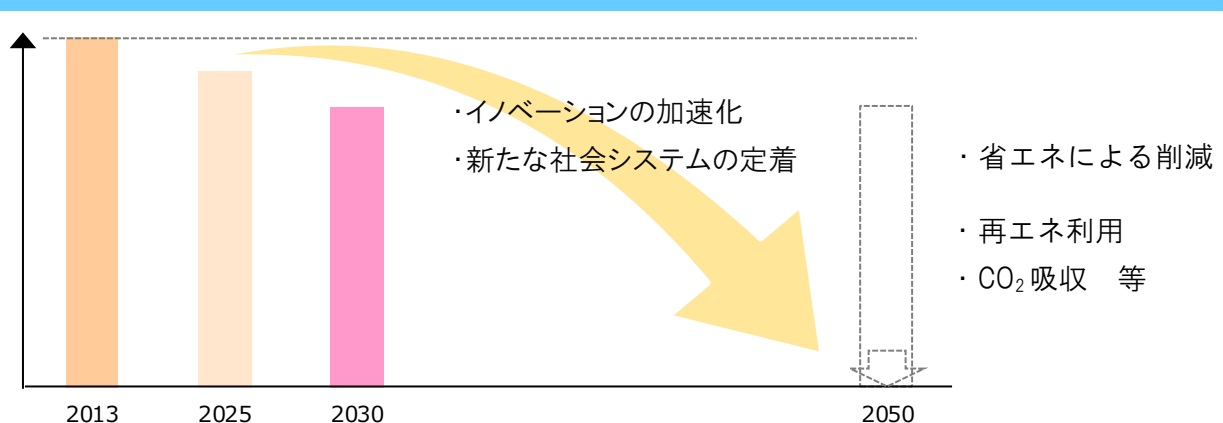 ・イノベーションの加速化
・新たな社会システムの定着
・省エネによる削減
・再エネ利用
・CO₂吸収　等
2013 2025 2030 2050